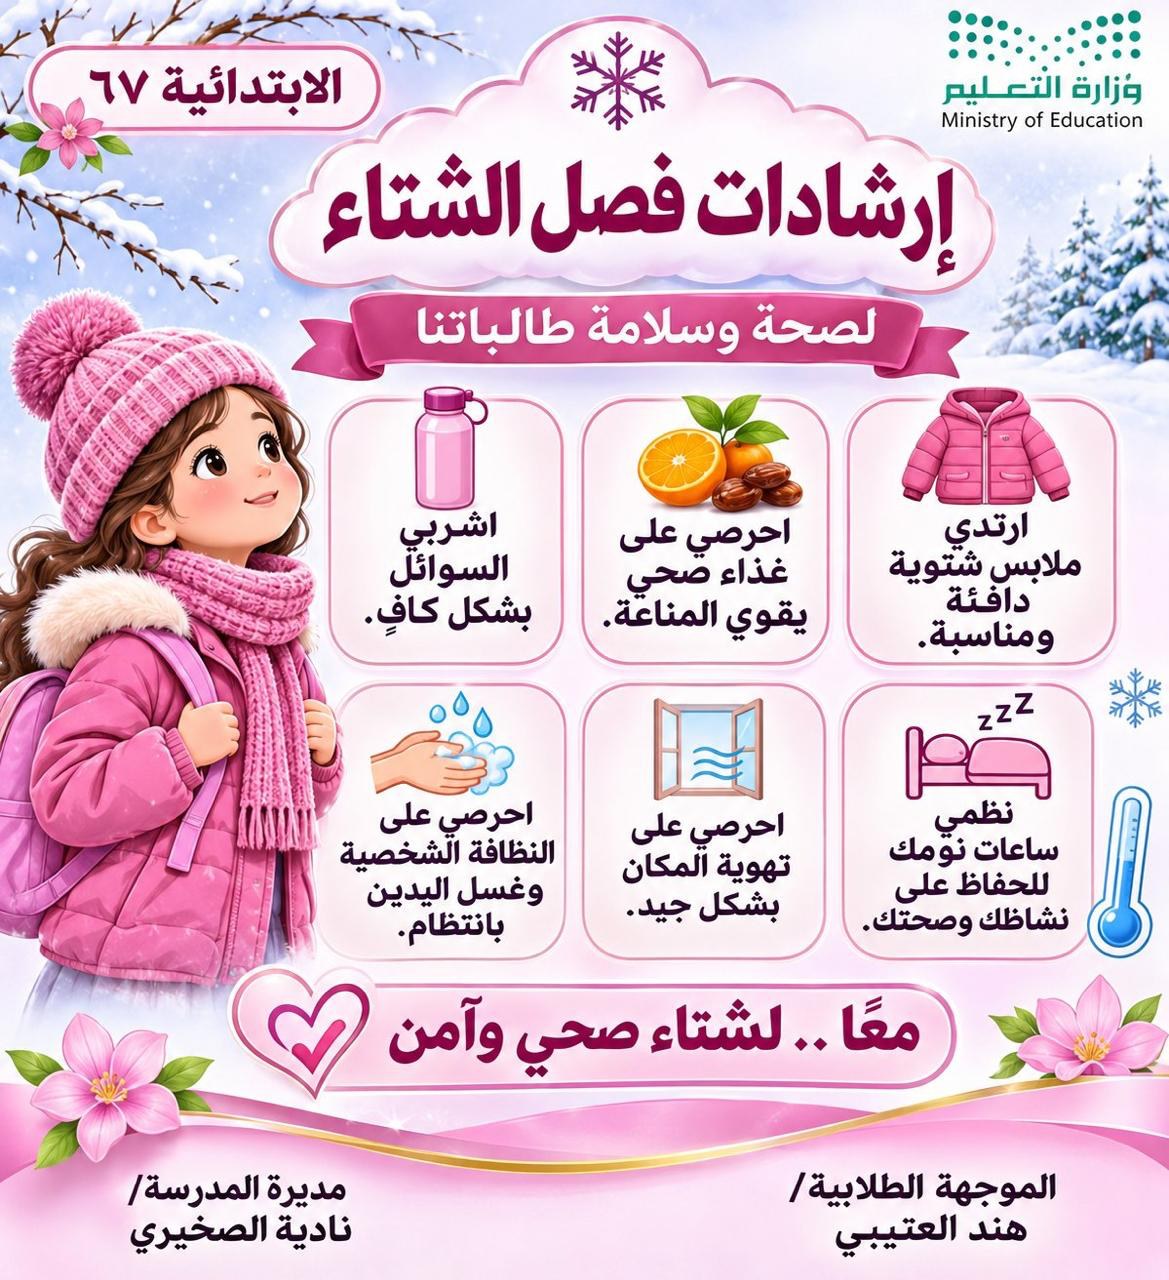 الابتدائية ٦٧
وزارة التعليم
Ministry of Education
إرشادات فصل الشتاء
لصحة وسلامة طالباتنا
ارتدي
ملابس شتوية
دافئة
ومناسبة.
احرصي على
غذاء صحي
يقوي المناعة.
اشربي
السوائل
بشكل كافٍ.
zzZ
نظمي
ساعات نومك
للحفاظ على
نشاظك وصحتك.
احرصي على
تهوية المكان
بشكل جيد.
احرصي على
النظافة الشخصية
وغسل اليدين
بانتظام.
معًا .. لشتاء صحي وآمن
الموجهة الطلابية/
هند العتيبي
مديرة المدرسة/
نادية الصخيري